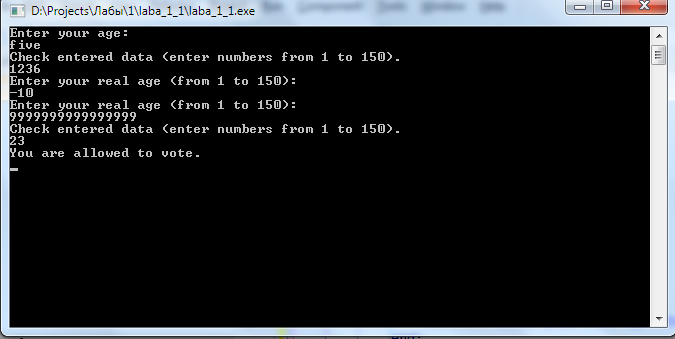 D:\Projects\Лабы\1\laba_1_1\laba_1_1.exe
Enter your age:
five
Check entered data (enter numbers from 1 to 150).
1236
Enter your real age (from 1 to 150):
-10
Enter your real age (from 1 to 150):
9999999999999999
Check entered data (enter numbers from 1 to 150).
23
You are allowed to vote.